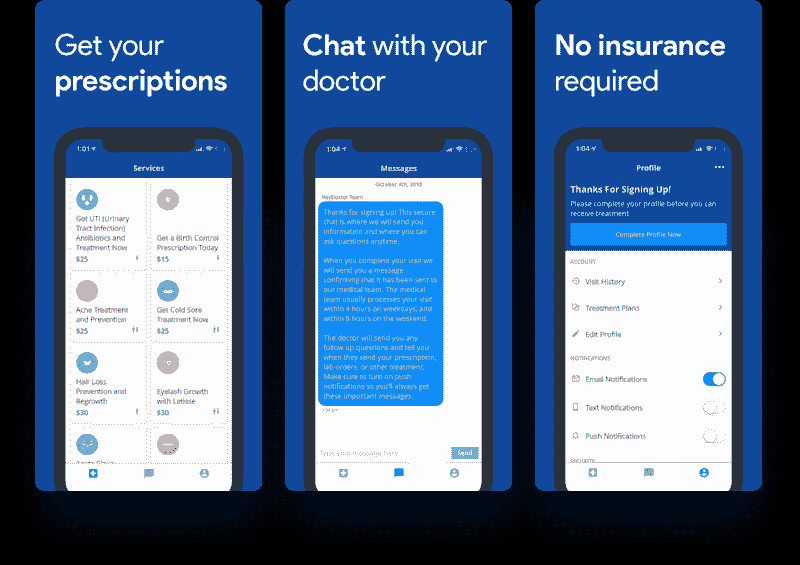 Get your
prescriptions
1:01
Services
Get UTI (Urinary
Tract Infection)
Antibiotics and
Treatment Now
$25
Get a Birth Control
Prescription Today
$15
Acne Treatment
and Prevention
$25
Get Cold Sore
Treatment Now
$25
Hair Loss
Prevention and
Regrowth
$30
Eyelash Growth
with Latisse
$30
Chat with your
doctor
1:04
Messages
October 4th, 2018
HeyDoctor Team
Thanks for signing up! This secure
chat is where we will send you
information and where you can
ask questions anytime.
When you complete your visit we
will send you a message
confirming that it has been sent to
our medical team. The medical
team usually processes your visit
within 4 hours on weekdays, and
within 8 hours on the weekend.
The doctor will send you any
follow up questions and tell you
when they send your prescription,
lab orders, or other treatment.
Make sure to turn on push
notifications so you'll always get
these important messages.
Type your message here
Send
No insurance
required
1:04
Profile
Thanks For Signing Up!
Please complete your profile before you can
receive treatment
Complete Profile Now
ACCOUNT
Visit History
Treatment Plans
Edit Profile
NOTIFICATIONS
Email Notifications
Text Notifications
Push Notifications
SECURITY